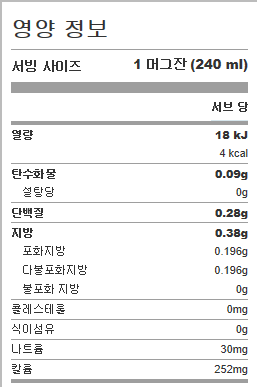 영양 정보
서빙 사이즈 1 머그잔 (240 ml)
서브 당
열량 18 kJ
4 kcal
탄수화물 0.09g
설탕당 0g
단백질 0.28g
지방 0.38g
포화지방 0.196g
다불포화지방 0.196g
불포화 지방 0g
콜레스테롤 0mg
식이섬유 0g
나트륨 30mg
칼륨 252mg